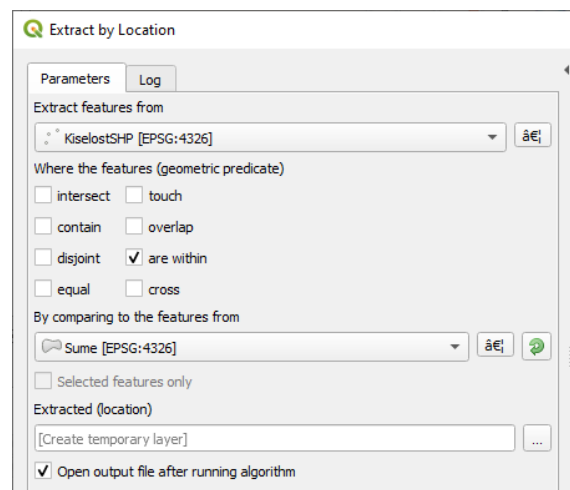 Extract by Location
Parameters Log
Extract features from
KiselostSHP [EPSG:4326] â€¦
Where the features (geometric predicate)
intersect touch
contain overlap
disjoint are within
equal cross
By comparing to the features from
Sume [EPSG:4326] â€¦
Selected features only
Extracted (location)
[Create temporary layer] ...
Open output file after running algorithm